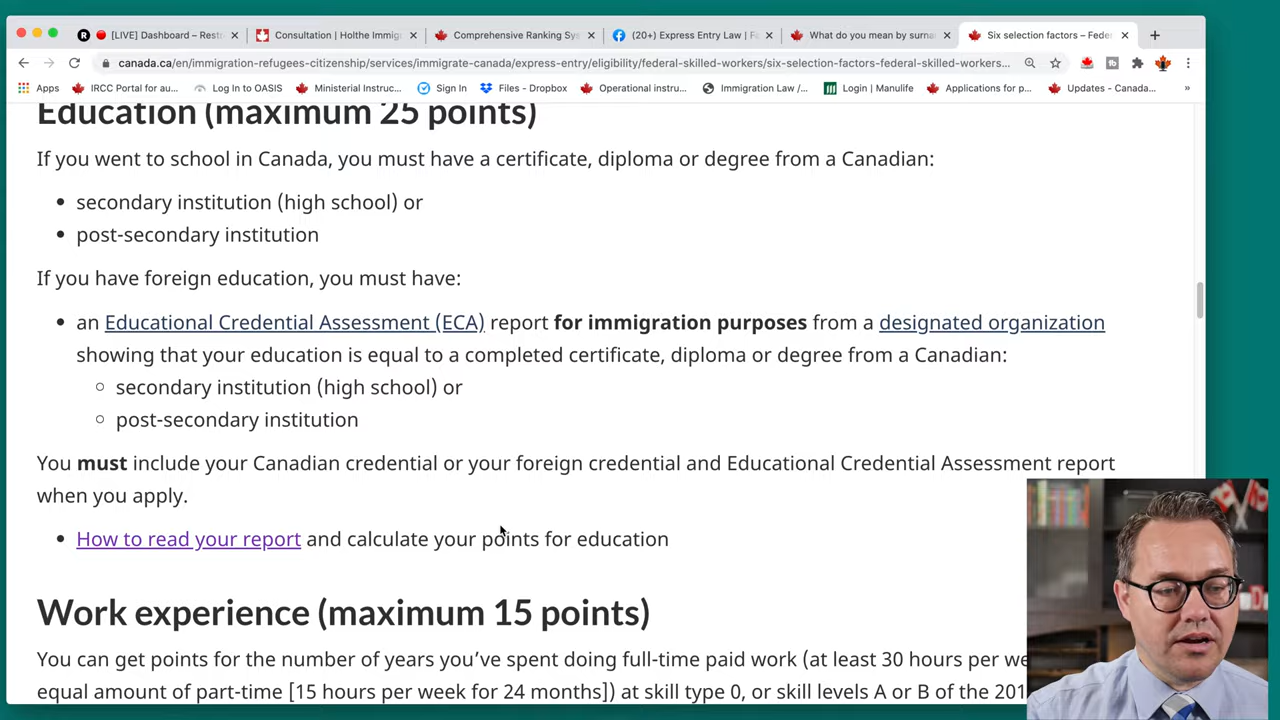 [LIVE] Dashboard – Rest
Consultation | Holthe Immig
Comprehensive Ranking Sy
(20+) Express Entry Law | Fa
What do you mean by surna
Six selection factors – Fede
canada.ca/en/immigration-refugees-citizenship/services/immigrate-canada/express-entry/eligibility/federal-skilled-workers/six-selection-factors-federal-skilled-workers...
Apps
IRCC Portal for au...
Log In to OASIS
Ministerial Instruc...
Sign In
Files - Dropbox
Operational instru...
Immigration Law /...
Login | Manulife
Applications for p...
Updates - Canada...
»
Education (maximum 25 points)
If you went to school in Canada, you must have a certificate, diploma or degree from a Canadian:
secondary institution (high school) or
post-secondary institution
If you have foreign education, you must have:
an Educational Credential Assessment (ECA) report for immigration purposes from a designated organization
showing that your education is equal to a completed certificate, diploma or degree from a Canadian:
secondary institution (high school) or
post-secondary institution
You must include your Canadian credential or your foreign credential and Educational Credential Assessment report
when you apply.
How to read your report and calculate your points for education
Work experience (maximum 15 points)
You can get points for the number of years you've spent doing full-time paid work (at least 30 hours per we
equal amount of part-time [15 hours per week for 24 months]) at skill type 0, or skill levels A or B of the 201